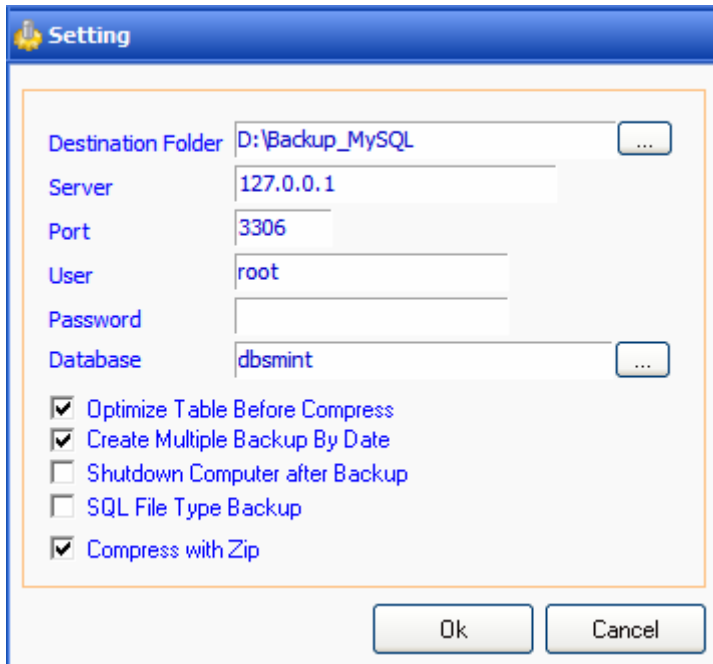 Setting
Destination Folder D:\Backup_MySQL ...
Server 127.0.0.1
Port 3306
User root
Password
Database dbsmint ...
Optimize Table Before Compress
Create Multiple Backup By Date
Shutdown Computer after Backup
SQL File Type Backup
Compress with Zip
Ok Cancel